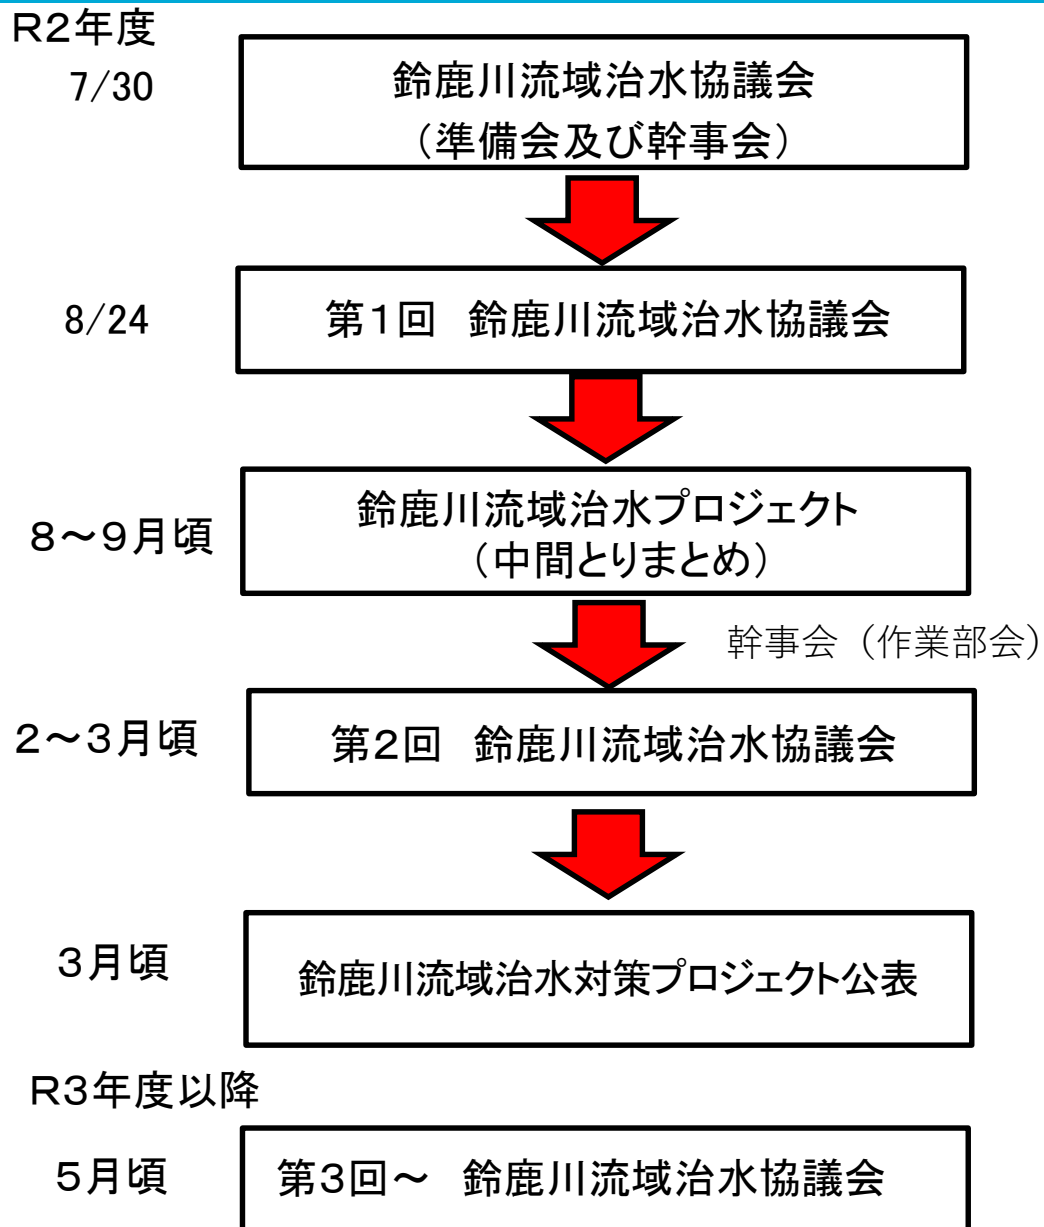 R2年度
7/30
鈴鹿川流域治水協議会
（準備会及び幹事会）
8/24
第1回　鈴鹿川流域治水協議会
8～9月頃
鈴鹿川流域治水プロジェクト
（中間とりまとめ）
幹事会（作業部会）
2～3月頃
第2回　鈴鹿川流域治水協議会
3月頃
鈴鹿川流域治水対策プロジェクト公表
R3年度以降
5月頃
第3回～　鈴鹿川流域治水協議会